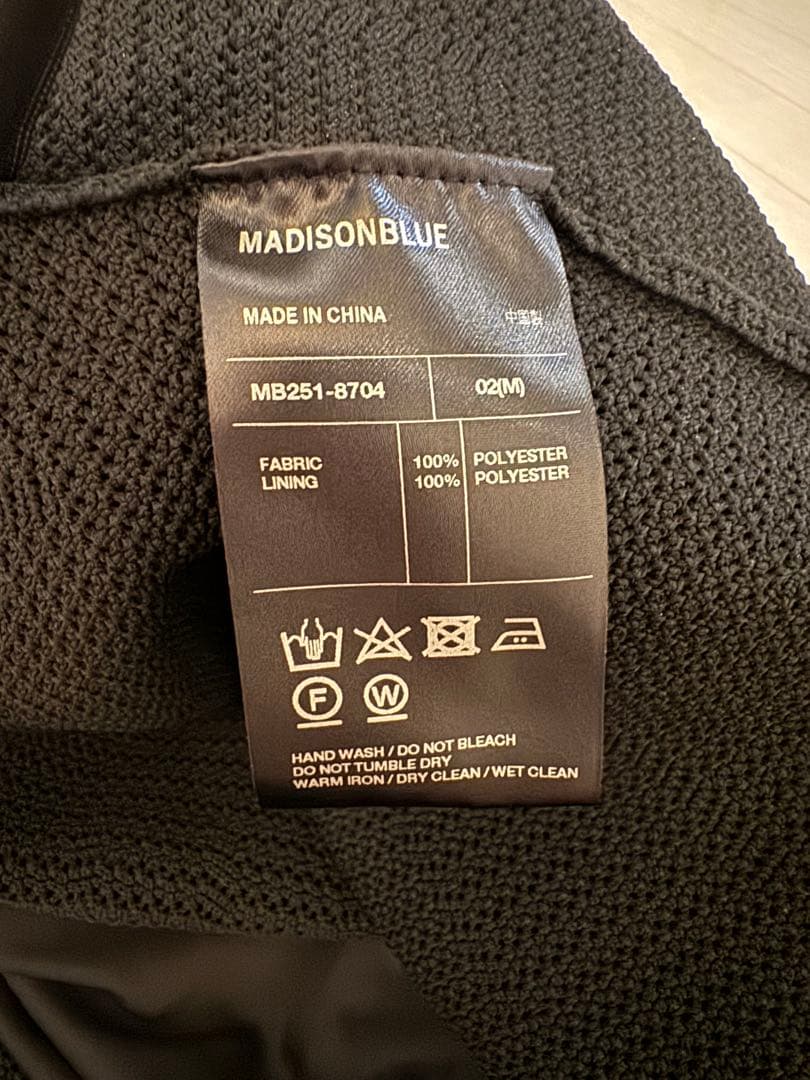 MADISONBLUE
MADE IN CHINA 中国製
MB251-8704 02(M)
FABRIC 100% POLYESTER
LINING 100% POLYESTER
F W
HAND WASH / DO NOT BLEACH
DO NOT TUMBLE DRY
WARM IRON / DRY CLEAN / WET CLEAN